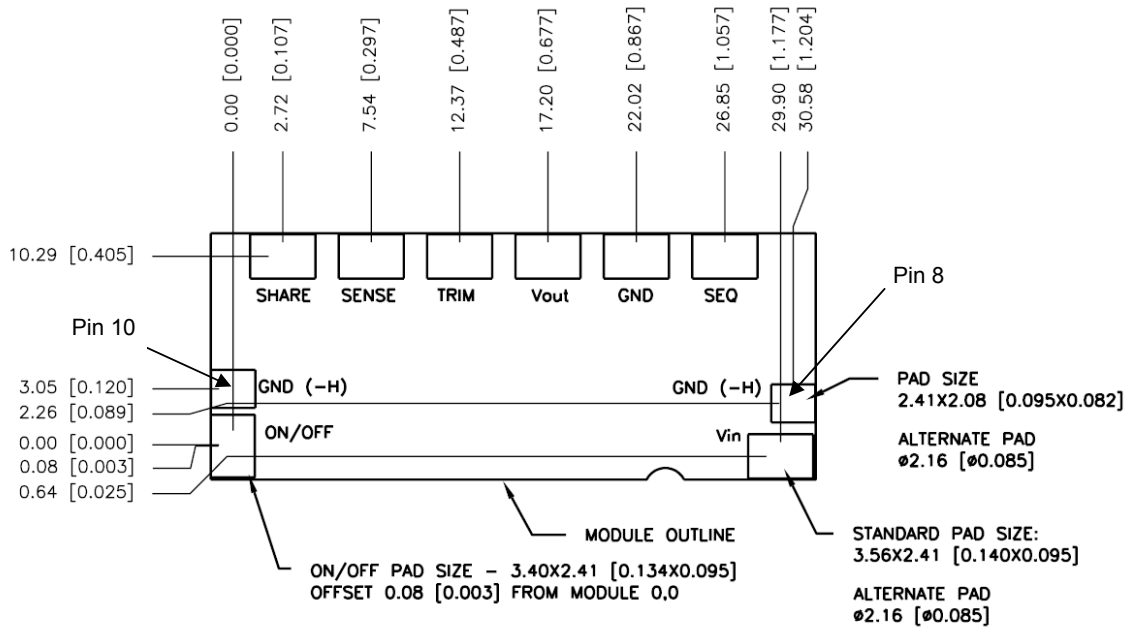 0.00 [0.000]
2.72 [0.107]
7.54 [0.297]
12.37 [0.487]
17.20 [0.677]
22.02 [0.867]
26.85 [1.057]
29.90 [1.177]
30.58 [1.204]
10.29 [0.405]
SHARE
SENSE
TRIM
Vout
GND
SEQ
Pin 8
Pin 10
3.05 [0.120]
2.26 [0.089]
0.00 [0.000]
0.08 [0.003]
0.64 [0.025]
GND (-H)
GND (-H)
ON/OFF
Vin
PAD SIZE
2.41X2.08 [0.095X0.082]
ALTERNATE PAD
ø2.16 [ø0.085]
MODULE OUTLINE
ON/OFF PAD SIZE - 3.40X2.41 [0.134X0.095]
OFFSET 0.08 [0.003] FROM MODULE 0,0
STANDARD PAD SIZE:
3.56X2.41 [0.140X0.095]
ALTERNATE PAD
ø2.16 [ø0.085]